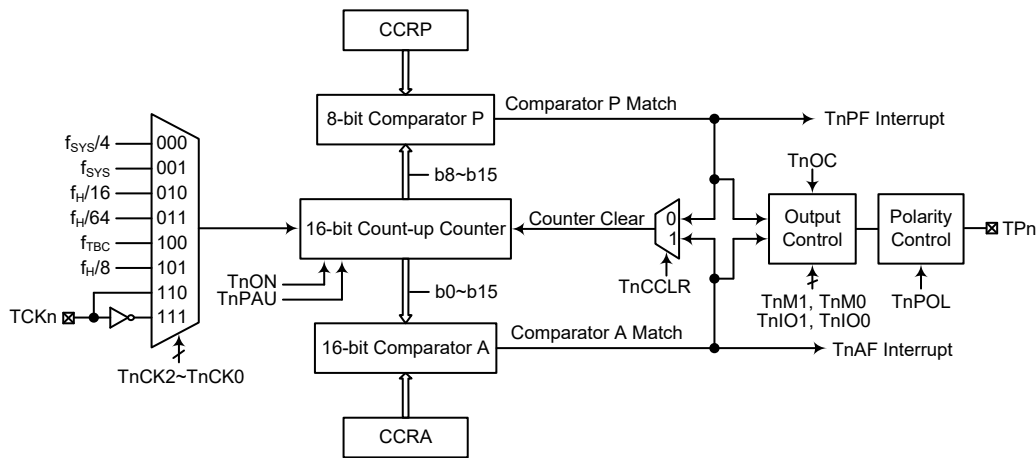 CCRP
8-bit Comparator P
Comparator P Match
TnPF Interrupt
b8~b15
fSYS/4
fSYS
fH/16
fH/64
fTBC
fH/8
000
001
010
011
100
101
110
111
TCKn
TnCK2~TnCK0
16-bit Count-up Counter
TnON
TnPAU
Counter Clear
0
1
TnCCLR
TnOC
Output
Control
TnM1, TnM0
TnIO1, TnIO0
Polarity
Control
TnPOL
TPn
b0~b15
16-bit Comparator A
Comparator A Match
TnAF Interrupt
CCRA